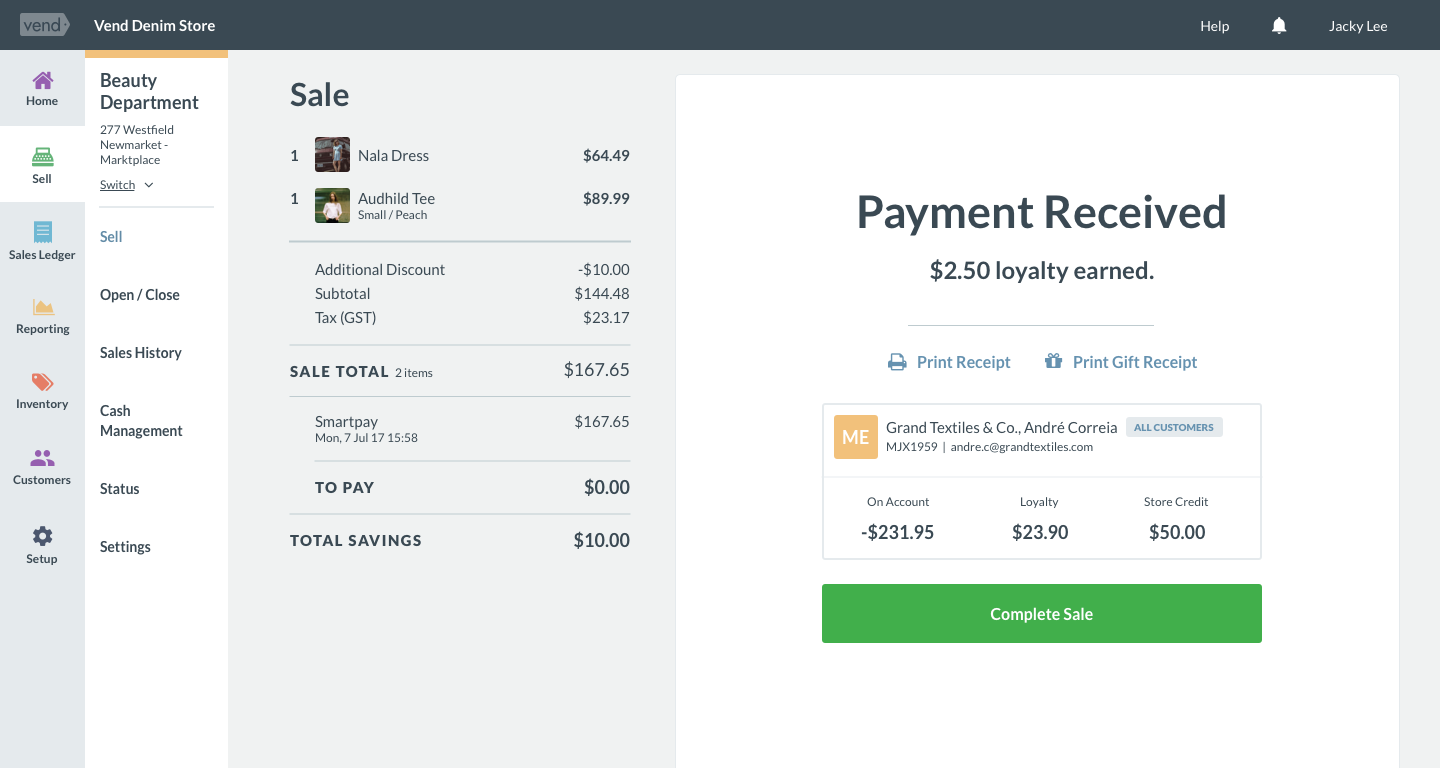 vend
Vend Denim Store
Help
Jacky Lee
Home
Sell
Sales Ledger
Reporting
Inventory
Customers
Setup
Beauty
Department
277 Westfield
Newmarket -
Marktplace
Switch
Sell
Open / Close
Sales History
Cash
Management
Status
Settings
Sale
1 Nala Dress $64.49
1 Audhild Tee $89.99
Small / Peach
Additional Discount -$10.00
Subtotal $144.48
Tax (GST) $23.17
SALE TOTAL 2 items $167.65
Smartpay $167.65
Mon, 7 Jul 17 15:58
TO PAY $0.00
TOTAL SAVINGS $10.00
Payment Received
$2.50 loyalty earned.
Print Receipt Print Gift Receipt
ME
Grand Textiles & Co., André Correia ALL CUSTOMERS
MJX1959 | andre.c@grandtextiles.com
On Account Loyalty Store Credit
-$231.95 $23.90 $50.00
Complete Sale